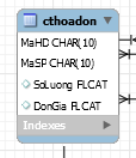 cthoadon
MaHD CHAR(10)
MaSP CHAR(10)
SoLuong FLOAT
DonGia FLOAT
Indexes